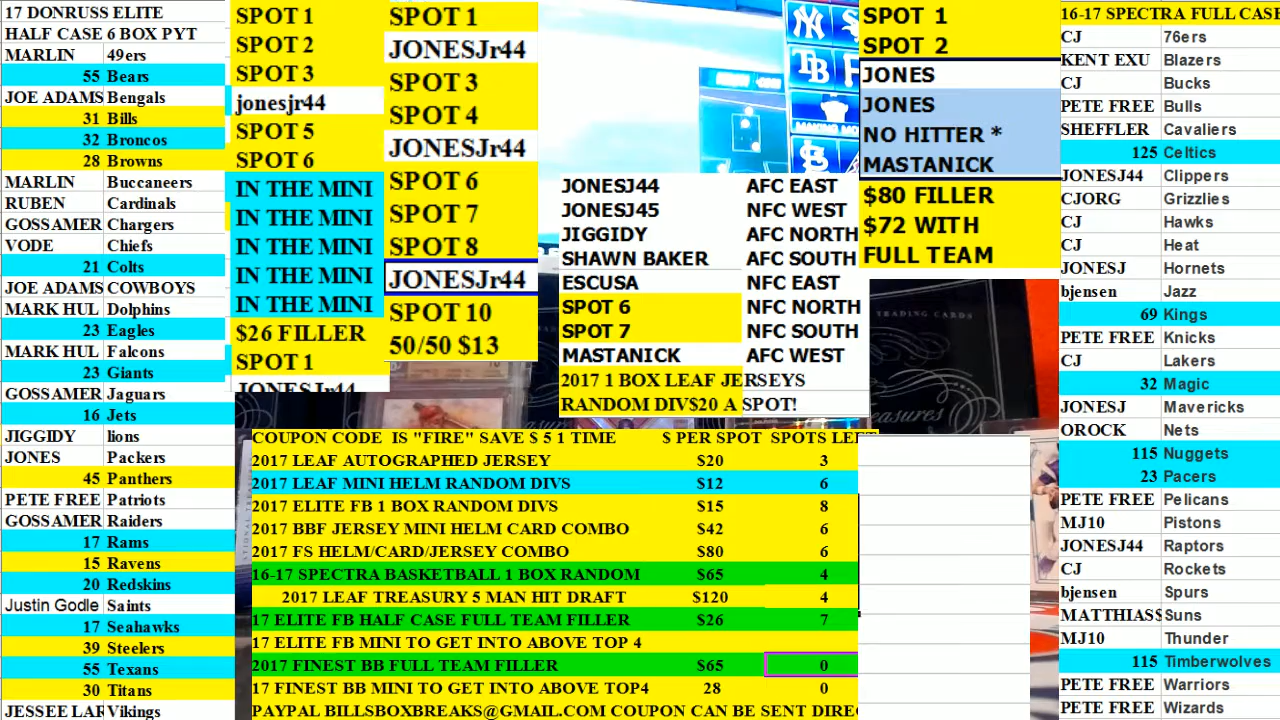 17 DONRUSS ELITE
HALF CASE 6 BOX PYT
MARLIN 49ers
55 Bears
JOE ADAMS Bengals
31 Bills
32 Broncos
28 Browns
MARLIN Buccaneers
RUBEN Cardinals
GOSSAMER Chargers
VODE Chiefs
21 Colts
JOE ADAMS COWBOYS
MARK HUL Dolphins
23 Eagles
MARK HUL Falcons
23 Giants
GOSSAMER Jaguars
16 Jets
JIGGIDY lions
JONES Packers
45 Panthers
PETE FREE Patriots
GOSSAMER Raiders
17 Rams
15 Ravens
20 Redskins
Justin Godle Saints
17 Seahawks
39 Steelers
55 Texans
30 Titans
JESSEE LAR Vikings
SPOT 1
SPOT 2
SPOT 3
jonesjr44
SPOT 5
SPOT 6
IN THE MINI
IN THE MINI
IN THE MINI
IN THE MINI
IN THE MINI
$26 FILLER
SPOT 1
JONESJr44
SPOT 1
JONESJr44
SPOT 3
SPOT 4
JONESJr44
SPOT 6
SPOT 7
SPOT 8
JONESJr44
SPOT 10
50/50 $13
JONESJ44 AFC EAST
JONESJ45 NFC WEST
JIGGIDY AFC NORTH
SHAWN BAKER AFC SOUTH
ESCUSA NFC EAST
SPOT 6 NFC NORTH
SPOT 7 NFC SOUTH
MASTANICK AFC WEST
2017 1 BOX LEAF JERSEYS
RANDOM DIV$20 A SPOT!
SPOT 1
SPOT 2
JONES
JONES
NO HITTER *
MASTANICK
$80 FILLER
$72 WITH
FULL TEAM
TRADING CARDS
COUPON CODE IS "FIRE" SAVE $ 5 1 TIME $ PER SPOT SPOTS LEFT
2017 LEAF AUTOGRAPHED JERSEY $20 3
2017 LEAF MINI HELM RANDOM DIVS $12 6
2017 ELITE FB 1 BOX RANDOM DIVS $15 8
2017 BBF JERSEY MINI HELM CARD COMBO $42 6
2017 FS HELM/CARD/JERSEY COMBO $80 6
16-17 SPECTRA BASKETBALL 1 BOX RANDOM $65 4
2017 LEAF TREASURY 5 MAN HIT DRAFT $120 4
17 ELITE FB HALF CASE FULL TEAM FILLER $26 7
17 ELITE FB MINI TO GET INTO ABOVE TOP 4
2017 FINEST BB FULL TEAM FILLER $65 0
17 FINEST BB MINI TO GET INTO ABOVE TOP4 28 0
PAYPAL BILLSBOXBREAKS@GMAIL.COM COUPON CAN BE SENT DIREC
16-17 SPECTRA FULL CASE
CJ 76ers
KENT EXU Blazers
CJ Bucks
PETE FREE Bulls
SHEFFLER Cavaliers
125 Celtics
JONESJ44 Clippers
CJORG Grizzlies
CJ Hawks
CJ Heat
JONESJ Hornets
bjensen Jazz
69 Kings
PETE FREE Knicks
CJ Lakers
32 Magic
JONESJ Mavericks
OROCK Nets
115 Nuggets
23 Pacers
PETE FREE Pelicans
MJ10 Pistons
JONESJ44 Raptors
CJ Rockets
bjensen Spurs
MATTHIAS$ Suns
MJ10 Thunder
115 Timberwolves
PETE FREE Warriors
PETE FREE Wizards